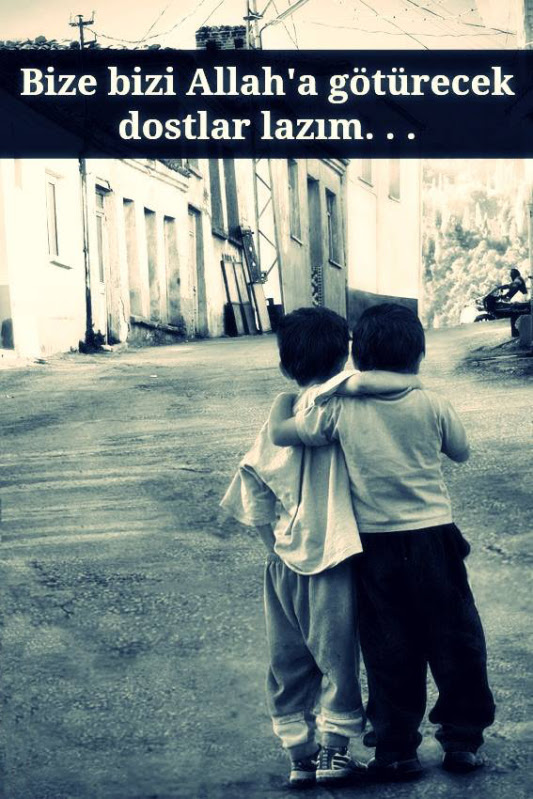 Bize bizi Allah'a götürecek
dostlar lazım. . .